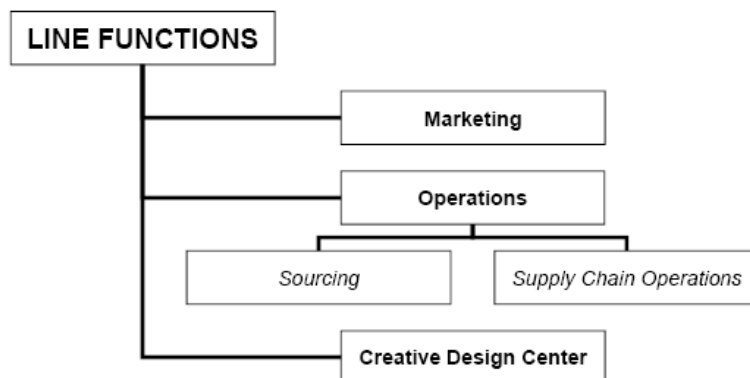 LINE FUNCTIONS
Marketing
Operations
Sourcing
Supply Chain Operations
Creative Design Center